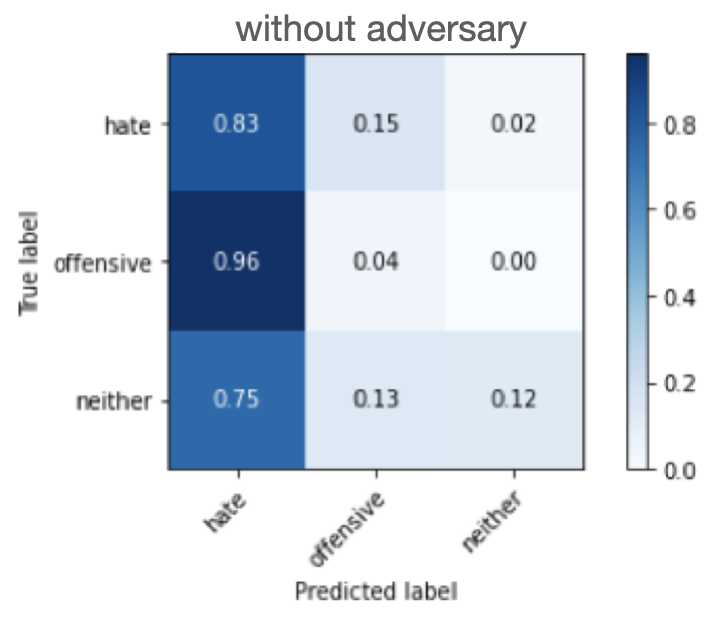 without adversary
hate 0.83 0.15 0.02
offensive 0.96 0.04 0.00
neither 0.75 0.13 0.12
hate offensive neither
Predicted label
True label
0.8
0.6
0.4
0.2
0.0